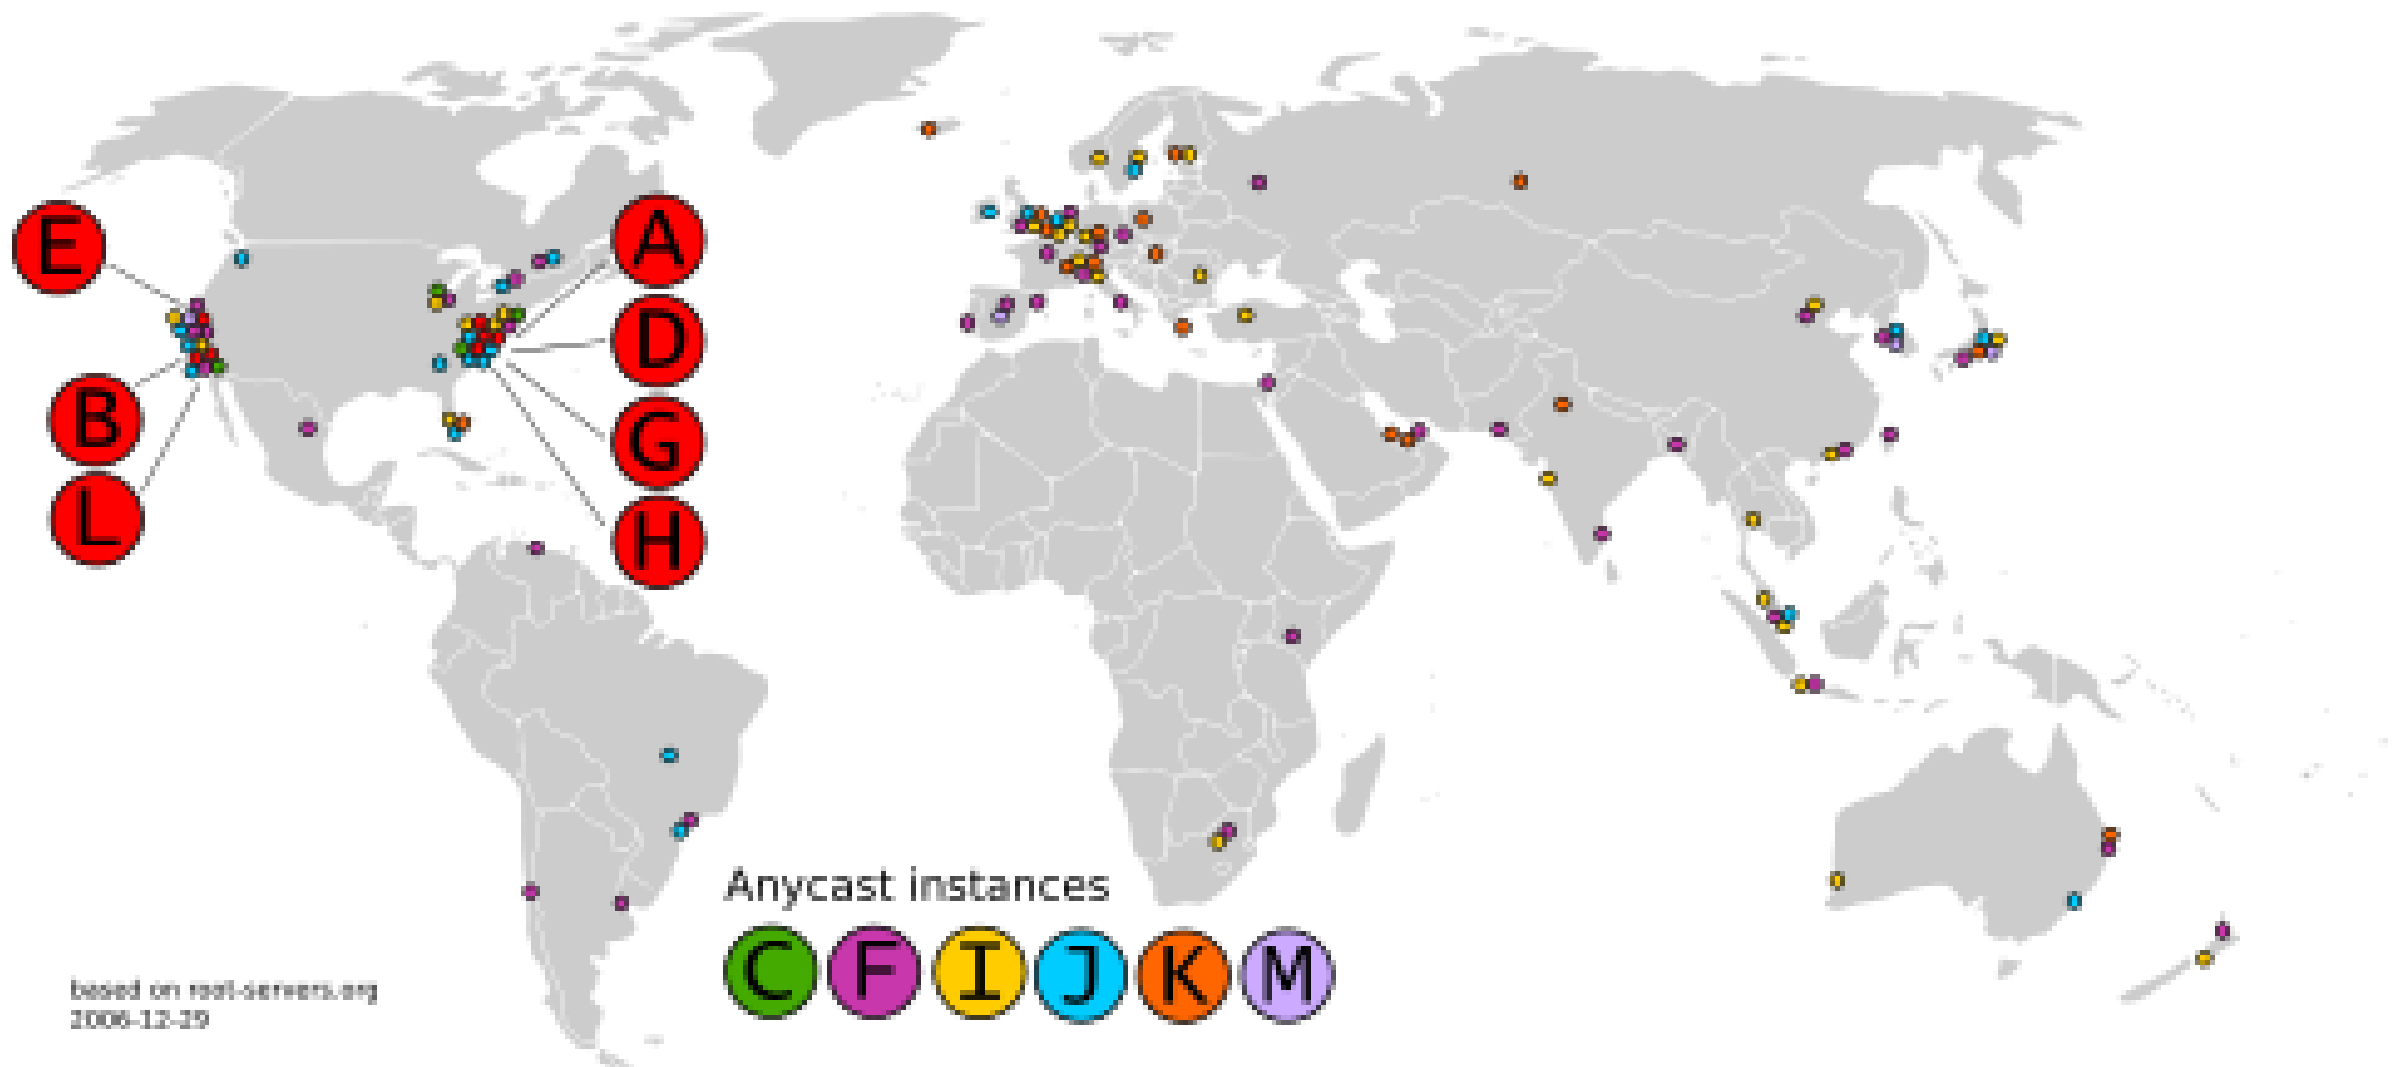 E
A
D
B
G
L
H
Anycast instances
C F I J K M
based on root-servers.org
2006-12-29